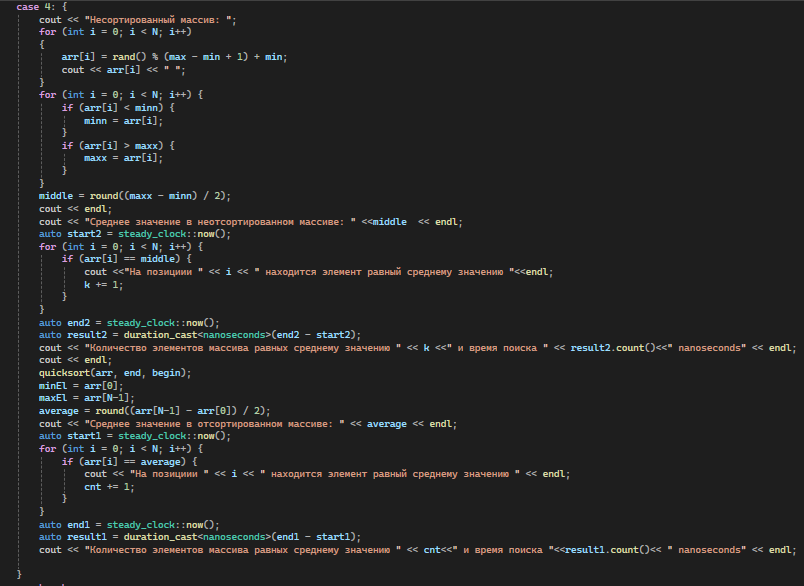 case 4: {
cout << "Несортированный массив: ";
for (int i = 0; i < N; i++)
{
arr[i] = rand() % (max - min + 1) + min;
cout << arr[i] << " ";
}
for (int i = 0; i < N; i++) {
if (arr[i] < minn) {
minn = arr[i];
}
if (arr[i] > maxx) {
maxx = arr[i];
}
}
middle = round((maxx - minn) / 2);
cout << endl;
cout << "Среднее значение в неотсортированном массиве: " <<middle  << endl;
auto start2 = steady_clock::now();
for (int i = 0; i < N; i++) {
if (arr[i] == middle) {
cout <<"На позициии " << i << " находится элемент равный среднему значению "<<endl;
k += 1;
}
}
auto end2 = steady_clock::now();
auto result2 = duration_cast<nanoseconds>(end2 - start2);
cout << "Количество элементов массива равных среднему значению " << k <<" и время поиска " << result2.count()<<" nanoseconds" << endl;
cout << endl;
quicksort(arr, end, begin);
minEl = arr[0];
maxEl = arr[N-1];
average = round((arr[N-1] - arr[0]) / 2);
cout << "Среднее значение в отсортированном массиве: " << average << endl;
auto start1 = steady_clock::now();
for (int i = 0; i < N; i++) {
if (arr[i] == average) {
cout << "На позициии " << i << " находится элемент равный среднему значению " << endl;
cnt += 1;
}
}
auto end1 = steady_clock::now();
auto result1 = duration_cast<nanoseconds>(end1 - start1);
cout << "Количество элементов массива равных среднему значению " << cnt<<" и время поиска "<<result1.count()<< " nanoseconds" << endl;
}